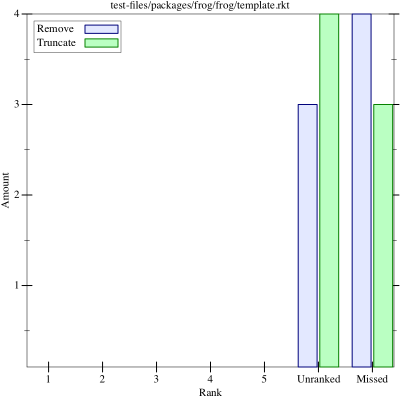 test-files/packages/frog/frog/template.rkt
Remove
Truncate
4
3
2
1
Amount
1 2 3 4 5 Unranked Missed
Rank